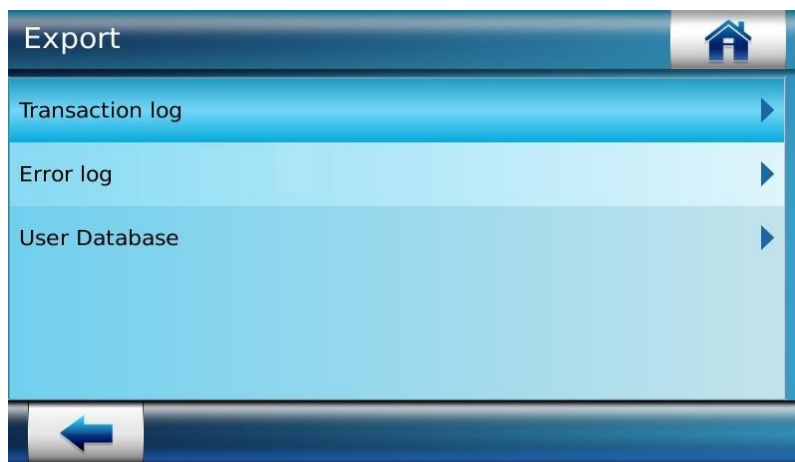 Export
Transaction log
Error log
User Database